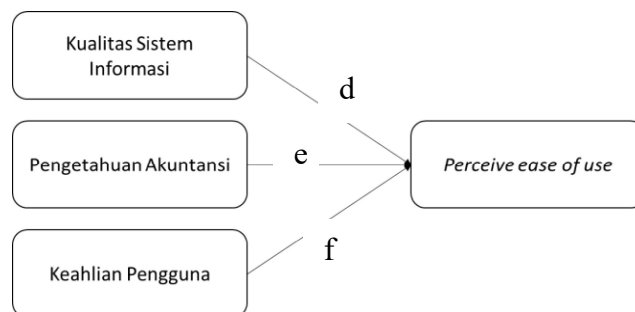 Kualitas Sistem
Informasi
d
Pengetahuan Akuntansi
e
Perceive ease of use
f
Keahlian Pengguna